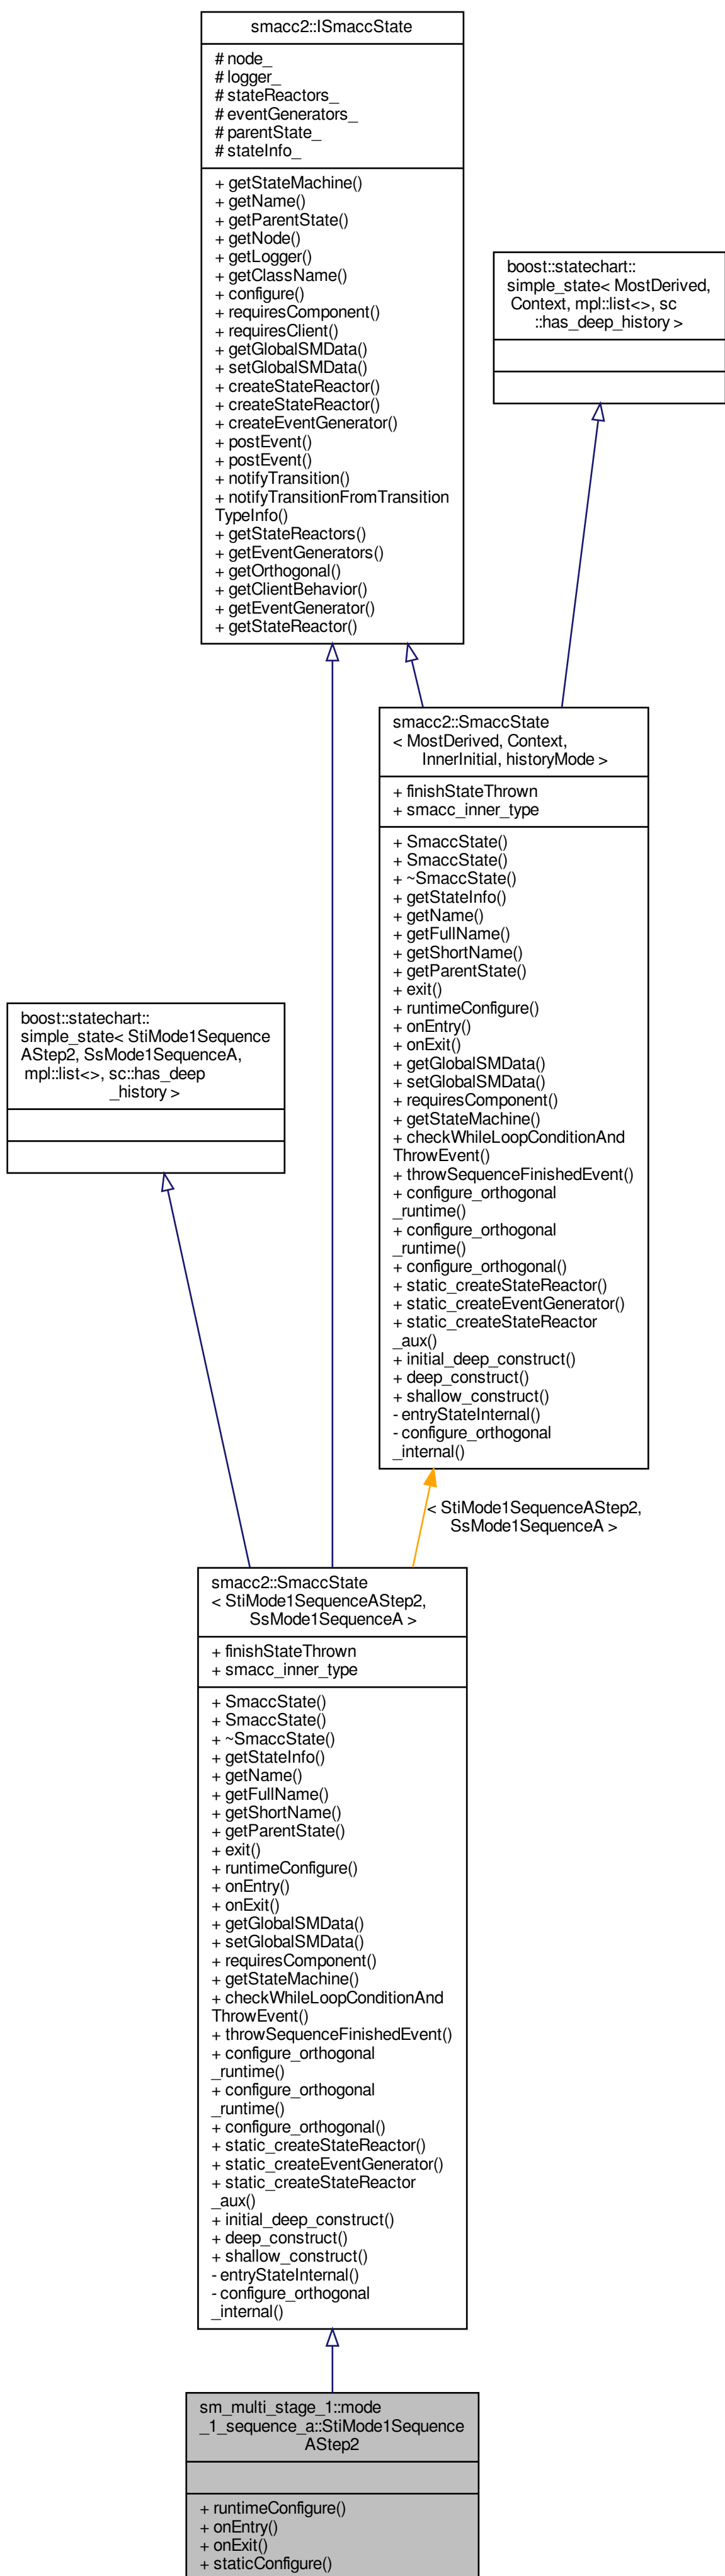 smacc2::ISmaccState
# node_
# logger_
# stateReactors_
# eventGenerators_
# parentState_
# stateInfo_
+ getStateMachine()
+ getName()
+ getParentState()
+ getNode()
+ getLogger()
+ getClassName()
+ configure()
+ requiresComponent()
+ requiresClient()
+ getGlobalSMData()
+ setGlobalSMData()
+ createStateReactor()
+ createStateReactor()
+ createEventGenerator()
+ postEvent()
+ postEvent()
+ notifyTransition()
+ notifyTransitionFromTransition
TypeInfo()
+ getStateReactors()
+ getEventGenerators()
+ getOrthogonal()
+ getClientBehavior()
+ getEventGenerator()
+ getStateReactor()
boost::statechart::
simple_state< MostDerived,
Context, mpl::list<>, sc
::has_deep_history >
smacc2::SmaccState
< MostDerived, Context,
InnerInitial, historyMode >
+ finishStateThrown
+ smacc_inner_type
+ SmaccState()
+ SmaccState()
+ ~SmaccState()
+ getStateInfo()
+ getName()
+ getFullName()
+ getShortName()
+ getParentState()
+ exit()
+ runtimeConfigure()
+ onEntry()
+ onExit()
+ getGlobalSMData()
+ setGlobalSMData()
+ requiresComponent()
+ getStateMachine()
+ checkWhileLoopConditionAnd
ThrowEvent()
+ throwSequenceFinishedEvent()
+ configure_orthogonal
_runtime()
+ configure_orthogonal
_runtime()
+ configure_orthogonal()
+ static_createStateReactor()
+ static_createEventGenerator()
+ static_createStateReactor
_aux()
+ initial_deep_construct()
+ deep_construct()
+ shallow_construct()
- entryStateInternal()
- configure_orthogonal
_internal()
boost::statechart::
simple_state< StiMode1Sequence
AStep2, SsMode1SequenceA,
mpl::list<>, sc::has_deep
_history >
< StiMode1SequenceAStep2,
SsMode1SequenceA >
smacc2::SmaccState
< StiMode1SequenceAStep2,
SsMode1SequenceA >
+ finishStateThrown
+ smacc_inner_type
+ SmaccState()
+ SmaccState()
+ ~SmaccState()
+ getStateInfo()
+ getName()
+ getFullName()
+ getShortName()
+ getParentState()
+ exit()
+ runtimeConfigure()
+ onEntry()
+ onExit()
+ getGlobalSMData()
+ setGlobalSMData()
+ requiresComponent()
+ getStateMachine()
+ checkWhileLoopConditionAnd
ThrowEvent()
+ throwSequenceFinishedEvent()
+ configure_orthogonal
_runtime()
+ configure_orthogonal
_runtime()
+ configure_orthogonal()
+ static_createStateReactor()
+ static_createEventGenerator()
+ static_createStateReactor
_aux()
+ initial_deep_construct()
+ deep_construct()
+ shallow_construct()
- entryStateInternal()
- configure_orthogonal
_internal()
sm_multi_stage_1::mode
_1_sequence_a::StiMode1Sequence
AStep2
+ runtimeConfigure()
+ onEntry()
+ onExit()
+ staticConfigure()